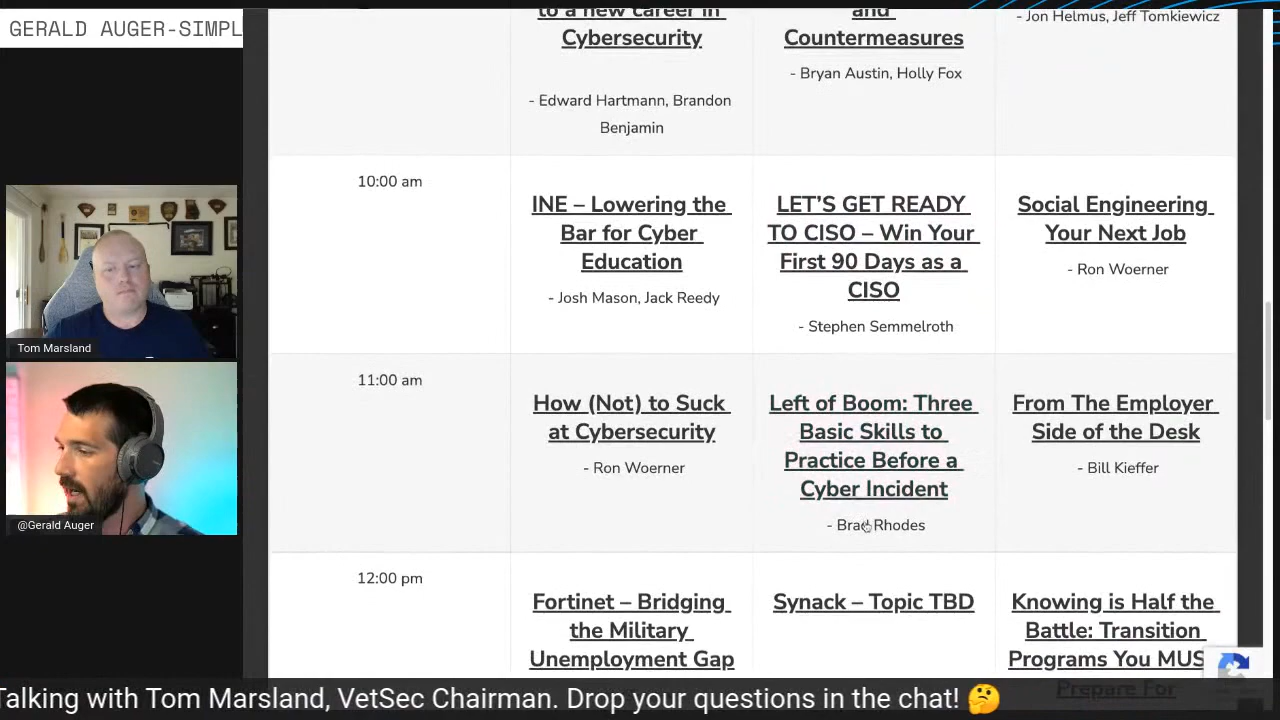 GERALD AUGER-SIMPL
to a new career in
Cybersecurity
- Edward Hartmann, Brandon
Benjamin
and
Countermeasures
- Bryan Austin, Holly Fox
- Jon Helmus, Jeff Tomkiewicz
10:00 am
INE – Lowering the
Bar for Cyber
Education
- Josh Mason, Jack Reedy
LET’S GET READY
TO CISO – Win Your
First 90 Days as a
CISO
- Stephen Semmelroth
Social Engineering
Your Next Job
- Ron Woerner
Tom Marsland
11:00 am
How (Not) to Suck
at Cybersecurity
- Ron Woerner
Left of Boom: Three
Basic Skills to
Practice Before a
Cyber Incident
- Brad Rhodes
From The Employer
Side of the Desk
- Bill Kieffer
@Gerald Auger
12:00 pm
Fortinet – Bridging
the Military
Unemployment Gap
Synack – Topic TBD
Knowing is Half the
Battle: Transition
Programs You MUS
Prepare For
Talking with Tom Marsland, VetSec Chairman. Drop your questions in the chat! 🤔